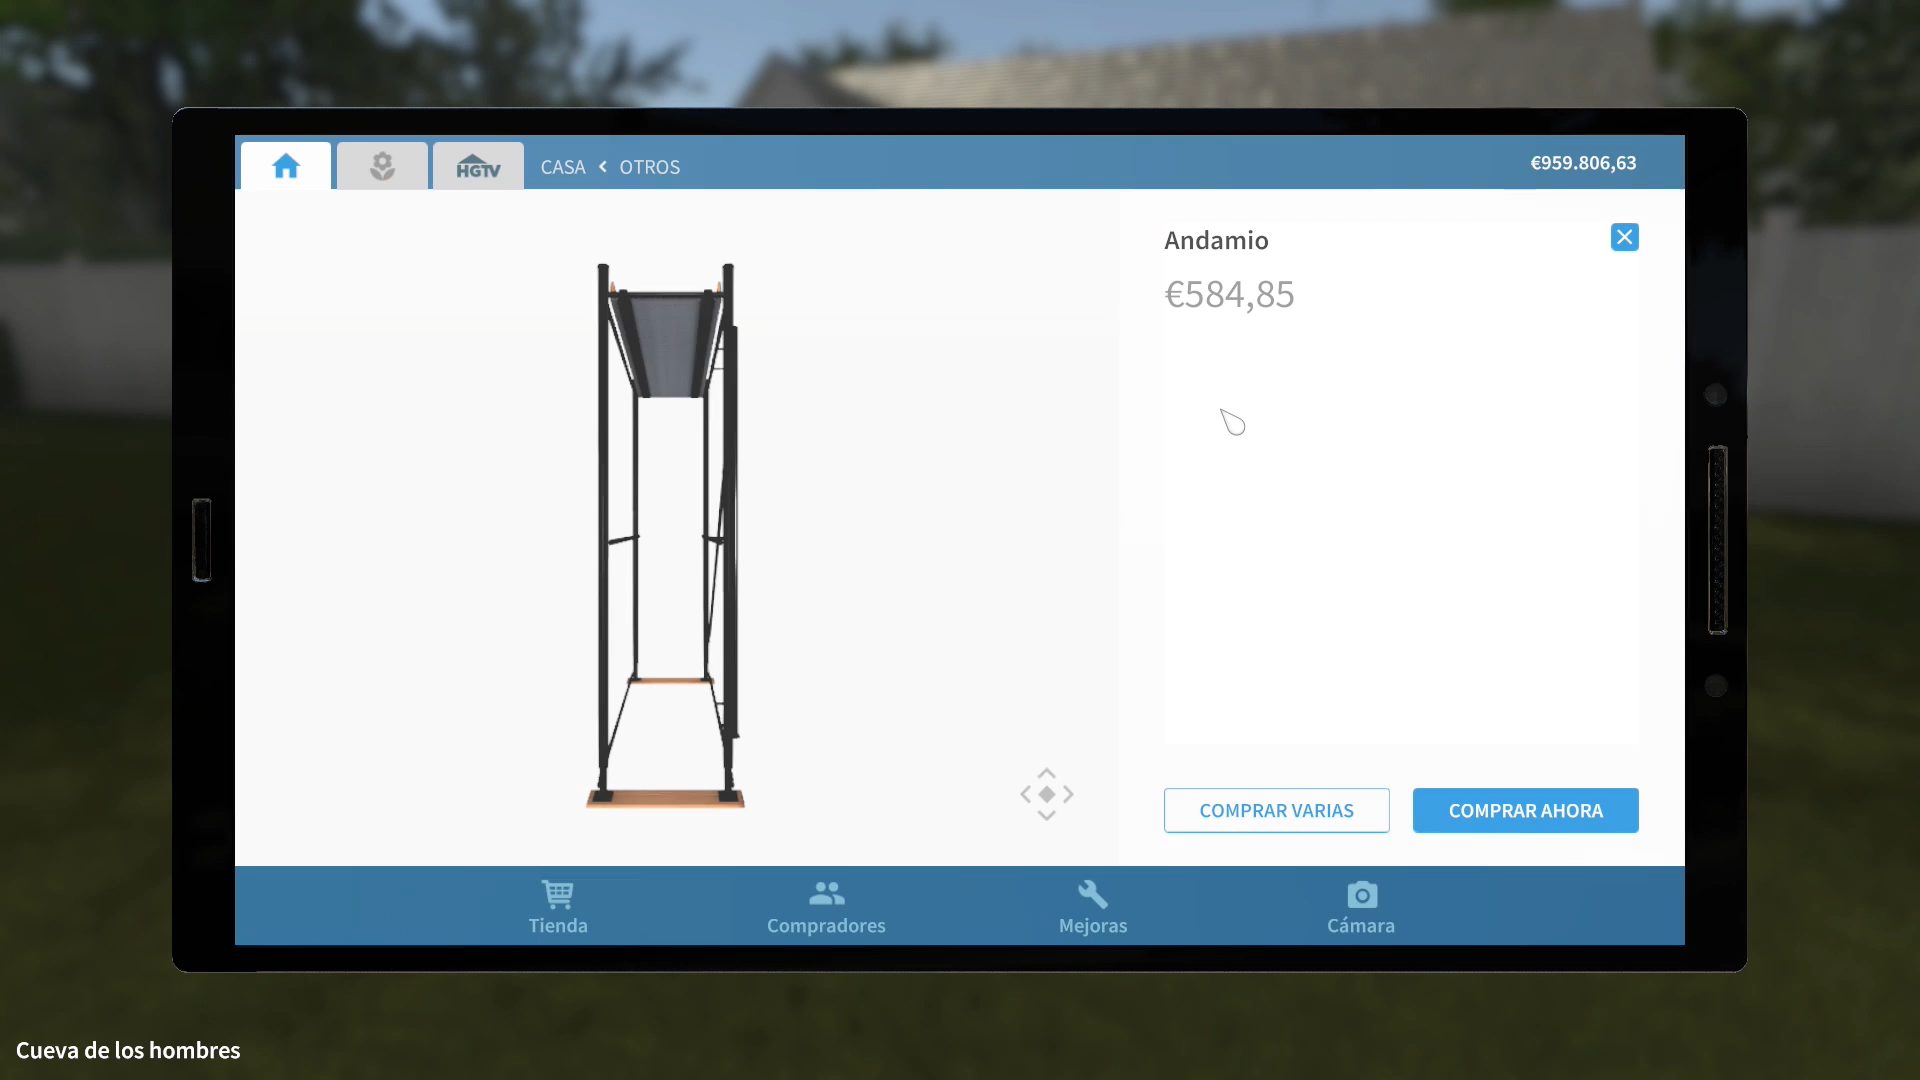 HGTV
CASA < OTROS
€959.806,63
Andamio
€584,85
COMPRAR VARIAS
COMPRAR AHORA
Tienda
Compradores
Mejoras
Cámara
Cueva de los hombres